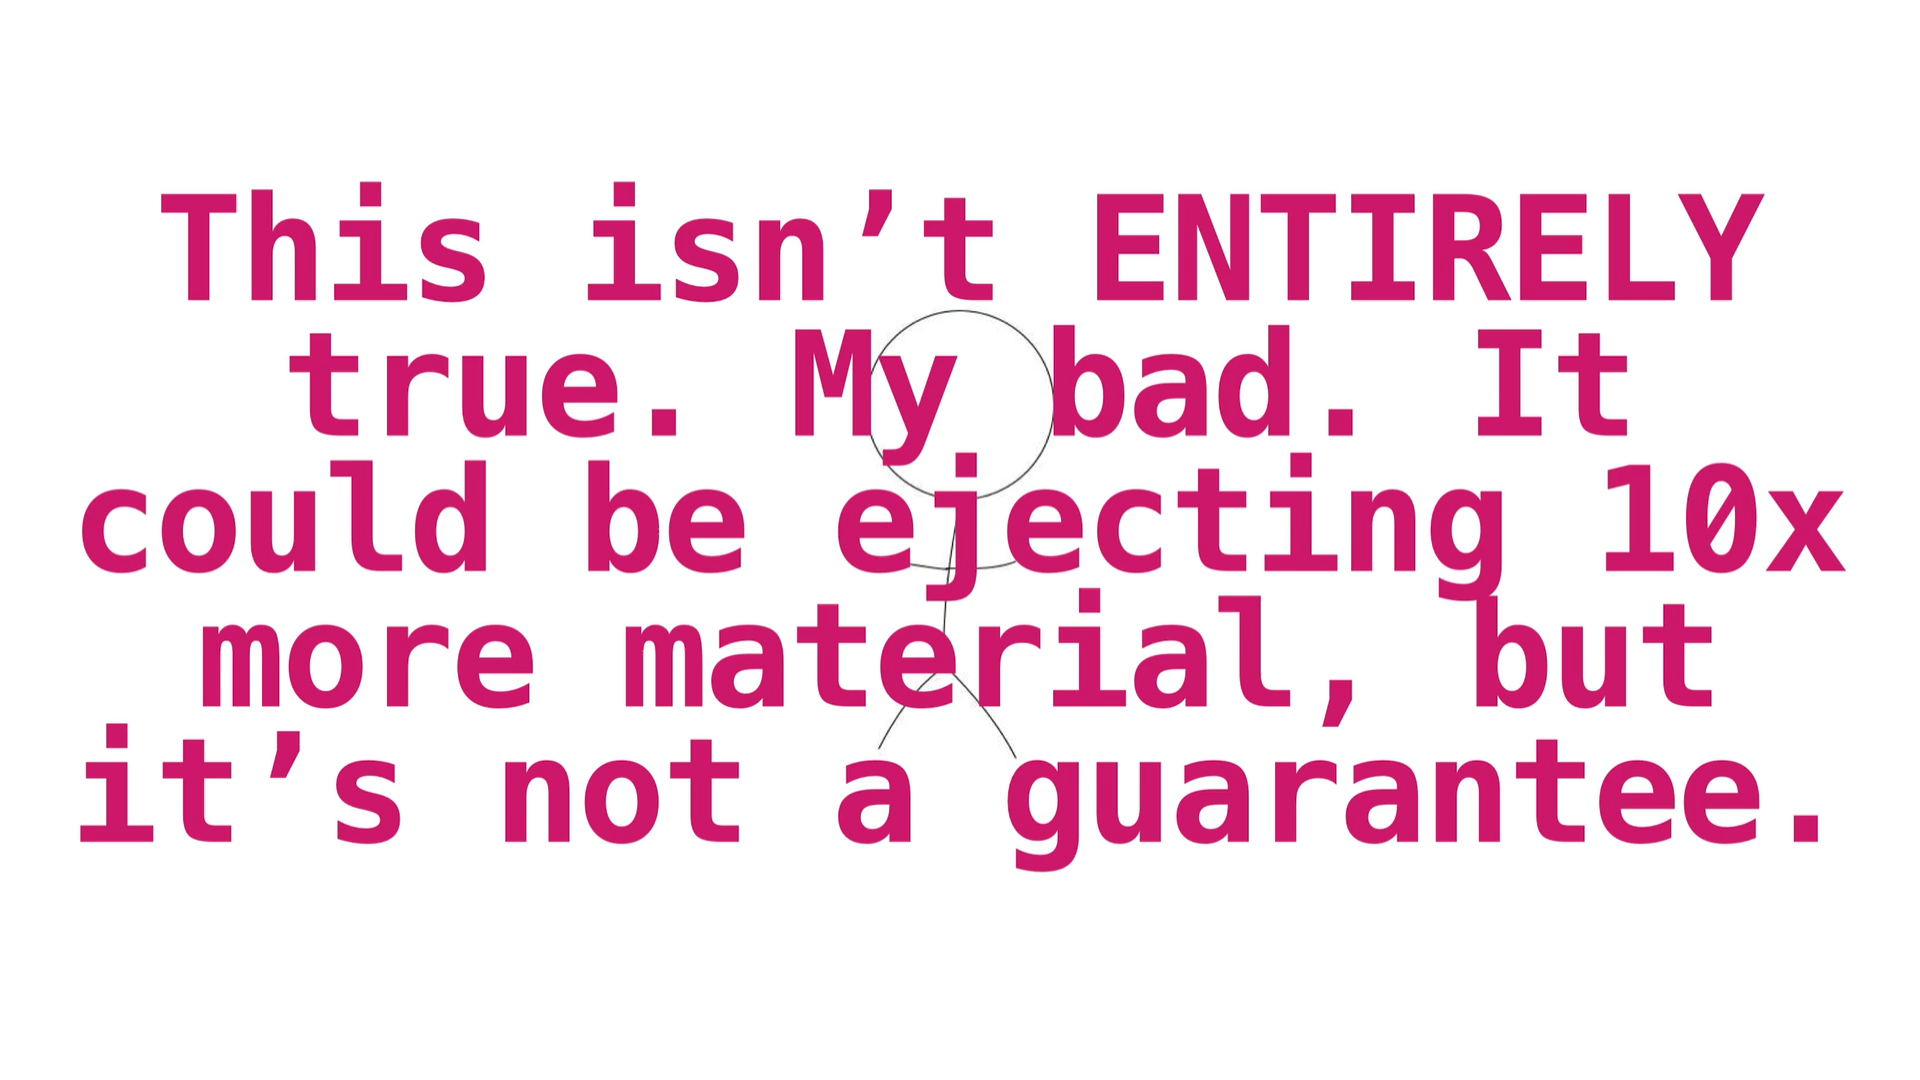 This isn’t ENTIRELY
true. My bad. It
could be ejecting 10x
more material, but
it’s not a guarantee.